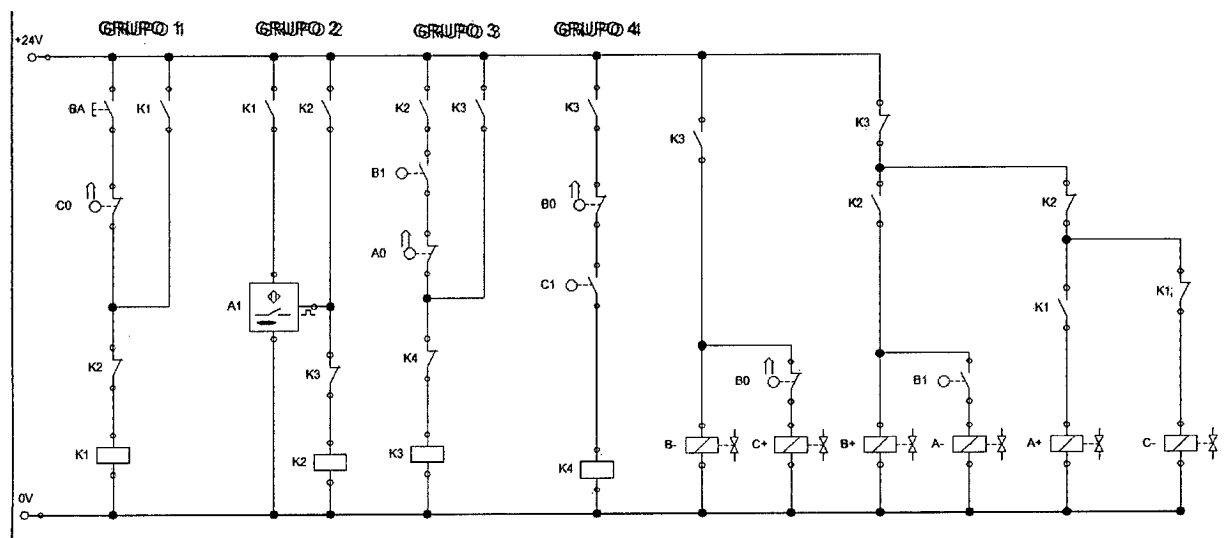 GRUPO 1 GRUPO 2 GRUPO 3 GRUPO 4
+24V
BA K1 K1 K2 K2 K3 K3 K3 K3
B1
C0 B0 K2 K2
A0
C1
A1 K1 K1
K2 K3 K4 B0 B1
K1 K2 K3 K4 B- C+ B+ A- A+ C-
0V